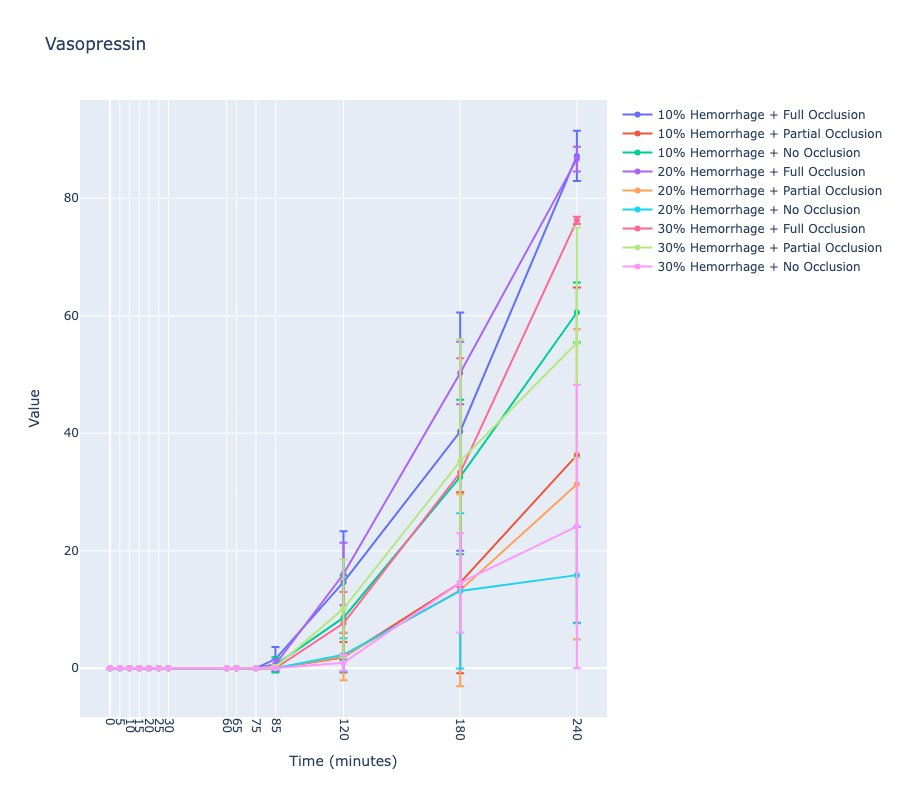 Vasopressin
10% Hemorrhage + Full Occlusion
10% Hemorrhage + Partial Occlusion
10% Hemorrhage + No Occlusion
20% Hemorrhage + Full Occlusion
20% Hemorrhage + Partial Occlusion
20% Hemorrhage + No Occlusion
30% Hemorrhage + Full Occlusion
30% Hemorrhage + Partial Occlusion
30% Hemorrhage + No Occlusion
80
60
40
20
0
Value
0
5
10
15
20
25
30
60
65
75
85
120
180
240
Time (minutes)